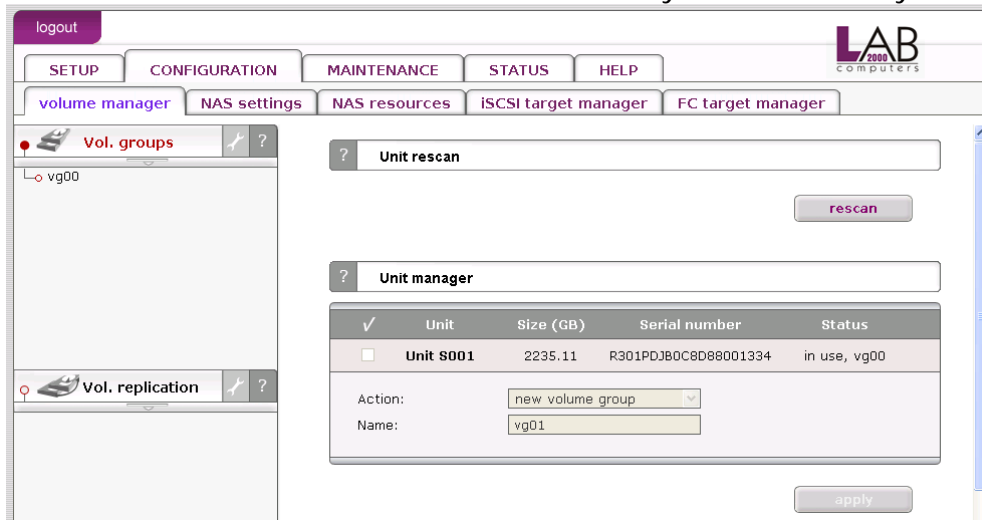 logout
LAB
2000
computers
SETUP CONFIGURATION MAINTENANCE STATUS HELP
volume manager NAS settings NAS resources iSCSI target manager FC target manager
Vol. groups ?
vg00
? Unit rescan
rescan
? Unit manager
√ Unit Size (GB) Serial number Status
Unit S001 2235.11 R301PDJB0C8D88001334 in use, vg00
Vol. replication ?
Action: new volume group
Name: vg01
apply